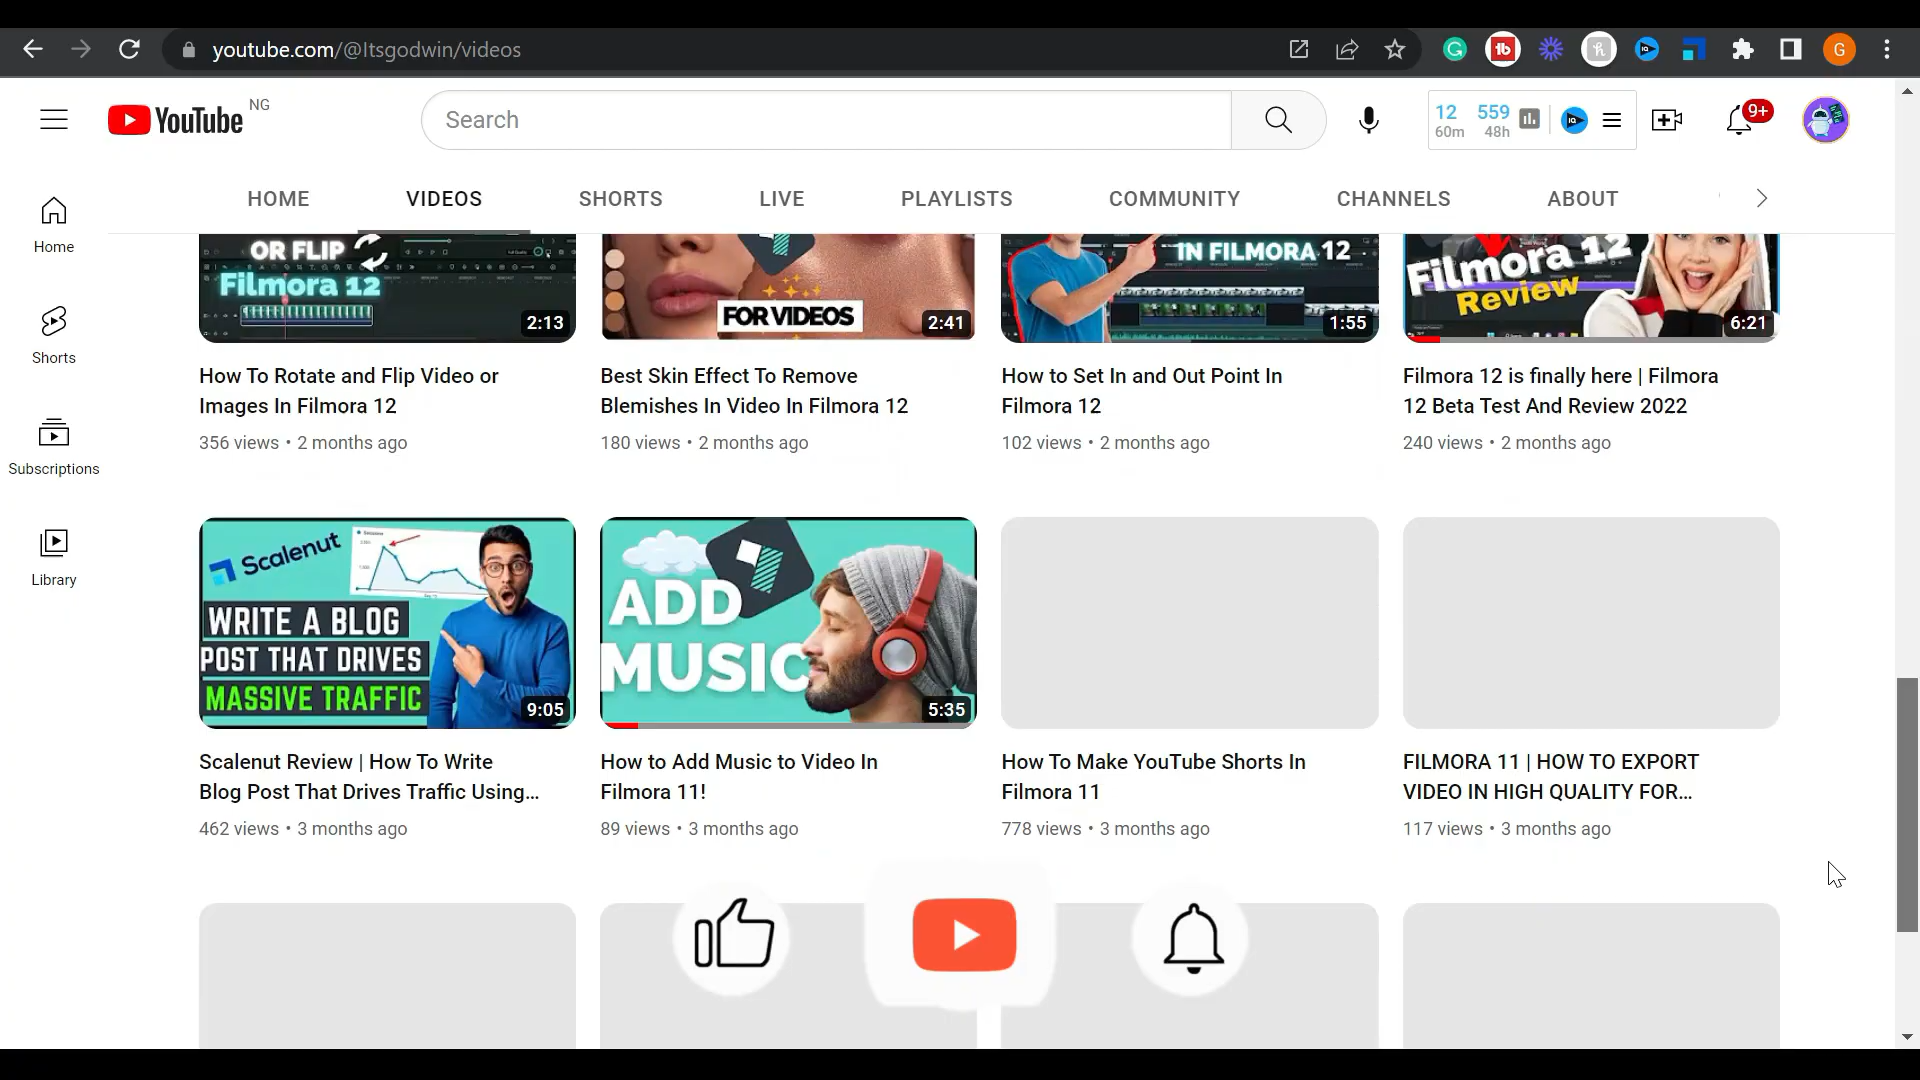 youtube.com/@Itsgodwin/videos
G
YouTube NG
Search
12 559
60m 48h
9+
HOME VIDEOS SHORTS LIVE PLAYLISTS COMMUNITY CHANNELS ABOUT
Home
Shorts
Subscriptions
Library
OR FLIP
Filmora 12
2:13
FOR VIDEOS
2:41
IN FILMORA 12
1:55
Filmora 12
Review
6:21
How To Rotate and Flip Video or
Images In Filmora 12
356 views • 2 months ago
Best Skin Effect To Remove
Blemishes In Video In Filmora 12
180 views • 2 months ago
How to Set In and Out Point In
Filmora 12
102 views • 2 months ago
Filmora 12 is finally here | Filmora
12 Beta Test And Review 2022
240 views • 2 months ago
Scalenut
WRITE A BLOG
POST THAT DRIVES
MASSIVE TRAFFIC
9:05
ADD
MUSIC
5:35
Scalenut Review | How To Write
Blog Post That Drives Traffic Using...
462 views • 3 months ago
How to Add Music to Video In
Filmora 11!
89 views • 3 months ago
How To Make YouTube Shorts In
Filmora 11
778 views • 3 months ago
FILMORA 11 | HOW TO EXPORT
VIDEO IN HIGH QUALITY FOR...
117 views • 3 months ago